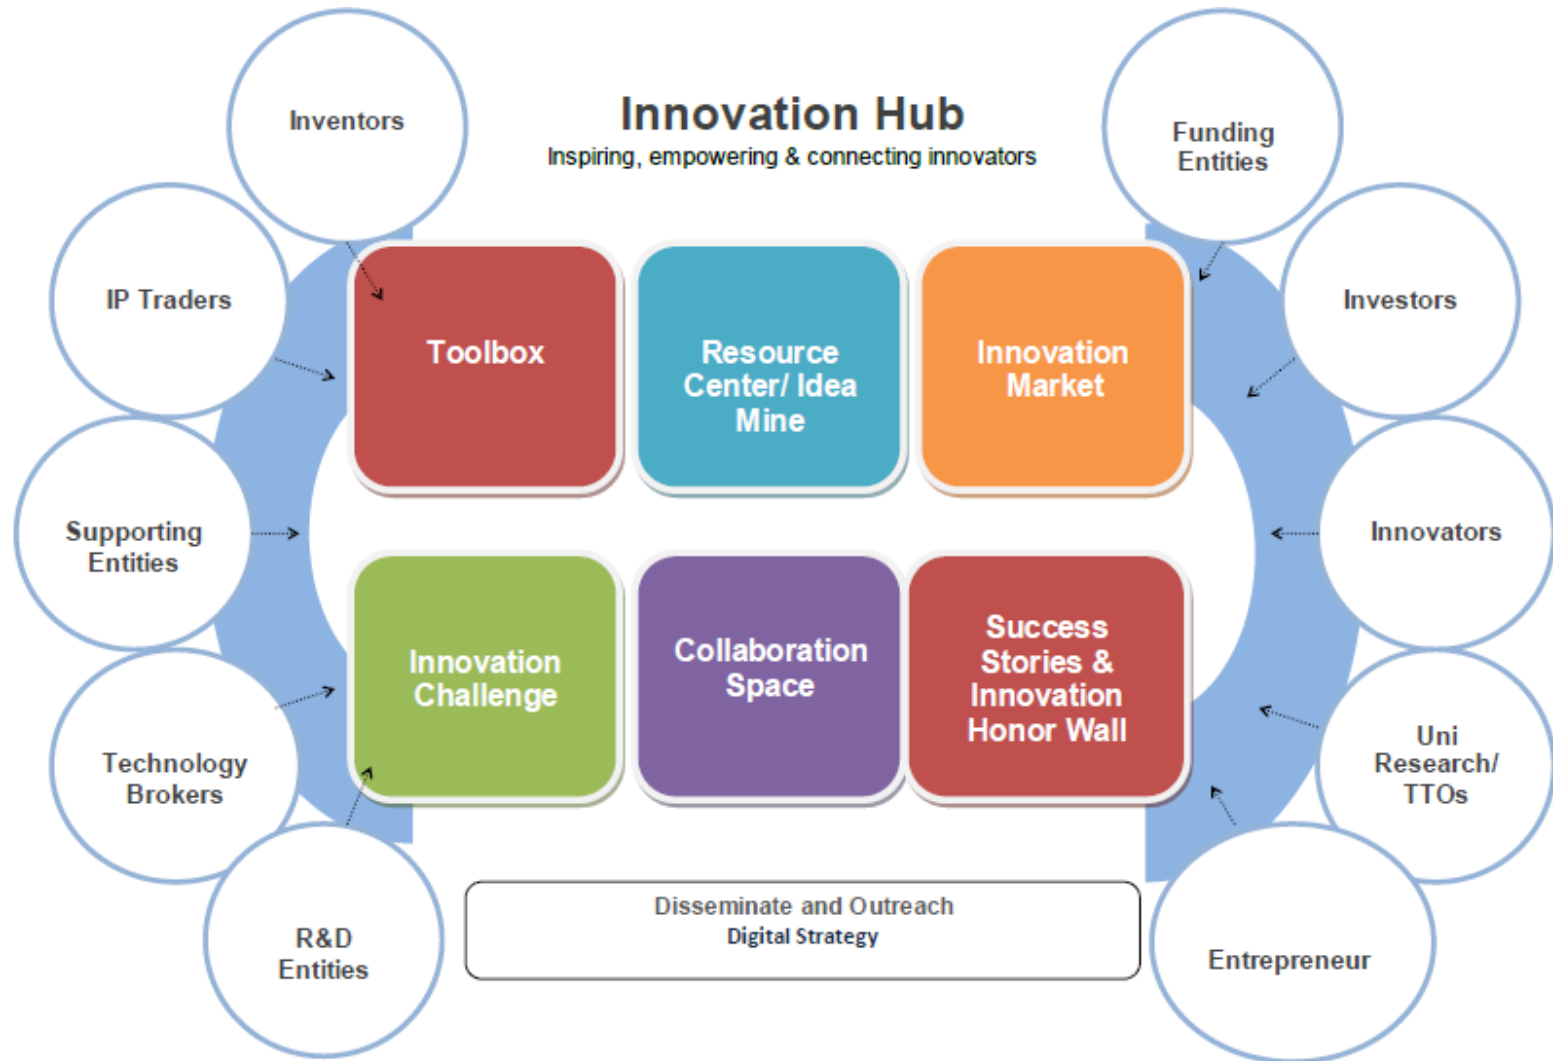 Innovation Hub
Inspiring, empowering & connecting innovators
Inventors
IP Traders
Supporting
Entities
Technology
Brokers
R&D
Entities
Toolbox
Resource
Center/ Idea
Mine
Innovation
Market
Innovation
Challenge
Collaboration
Space
Success
Stories &
Innovation
Honor Wall
Funding
Entities
Investors
Innovators
Uni
Research/
TTOs
Entrepreneur
Disseminate and Outreach
Digital Strategy